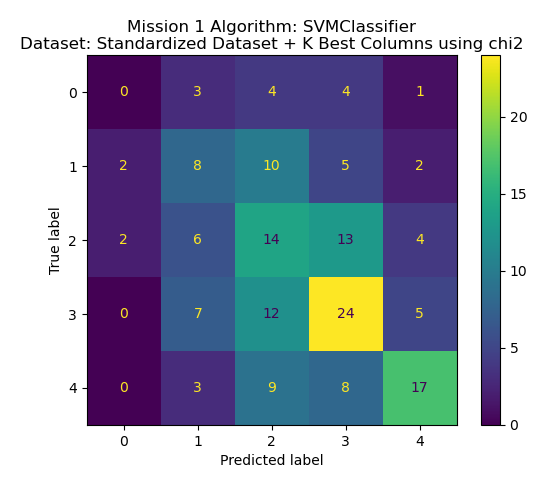 Mission 1 Algorithm: SVMClassifier
Dataset: Standardized Dataset + K Best Columns using chi2
0 0 3 4 4 1
1 2 8 10 5 2
2 2 6 14 13 4
3 0 7 12 24 5
4 0 3 9 8 17
0 1 2 3 4
Predicted label
True label
20
15
10
5
0